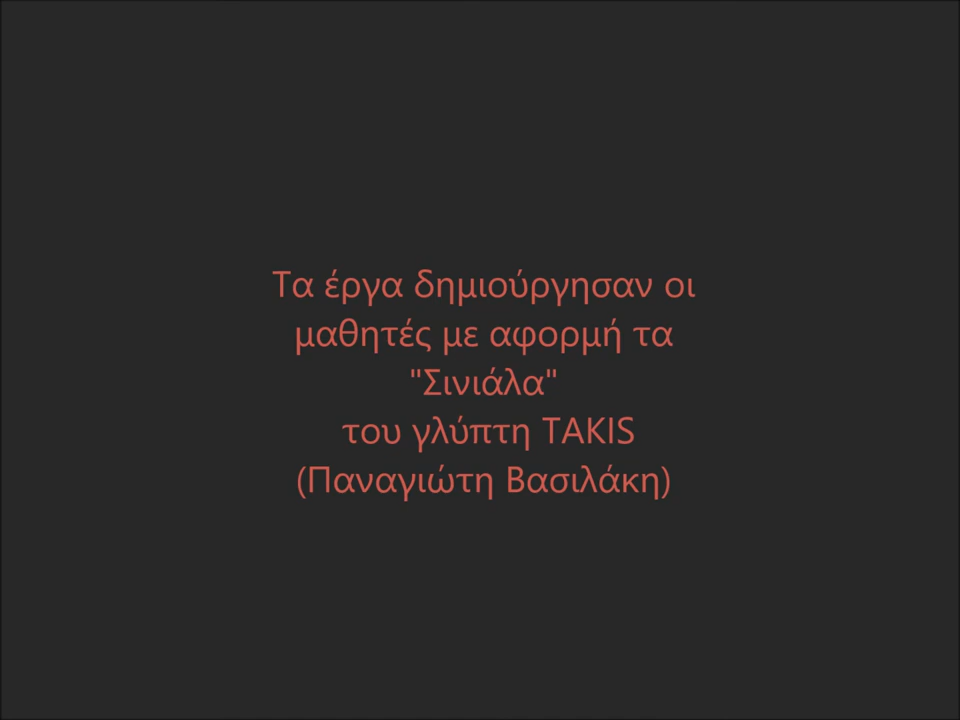 Τα έργα δημιούργησαν οι
μαθητές με αφορμή τα
"Σινιάλα"
του γλύπτη TAKIS
(Παναγιώτη Βασιλάκη)